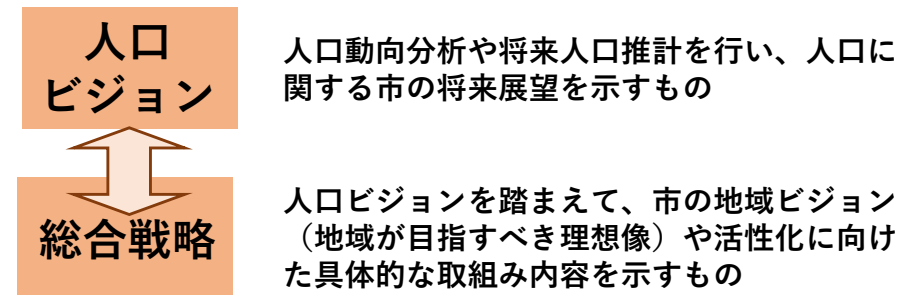 人口
ビジョン
人口動向分析や将来人口推計を行い、人口に
関する市の将来展望を示すもの
総合戦略
人口ビジョンを踏まえて、市の地域ビジョン
（地域が目指すべき理想像）や活性化に向け
た具体的な取組み内容を示すもの